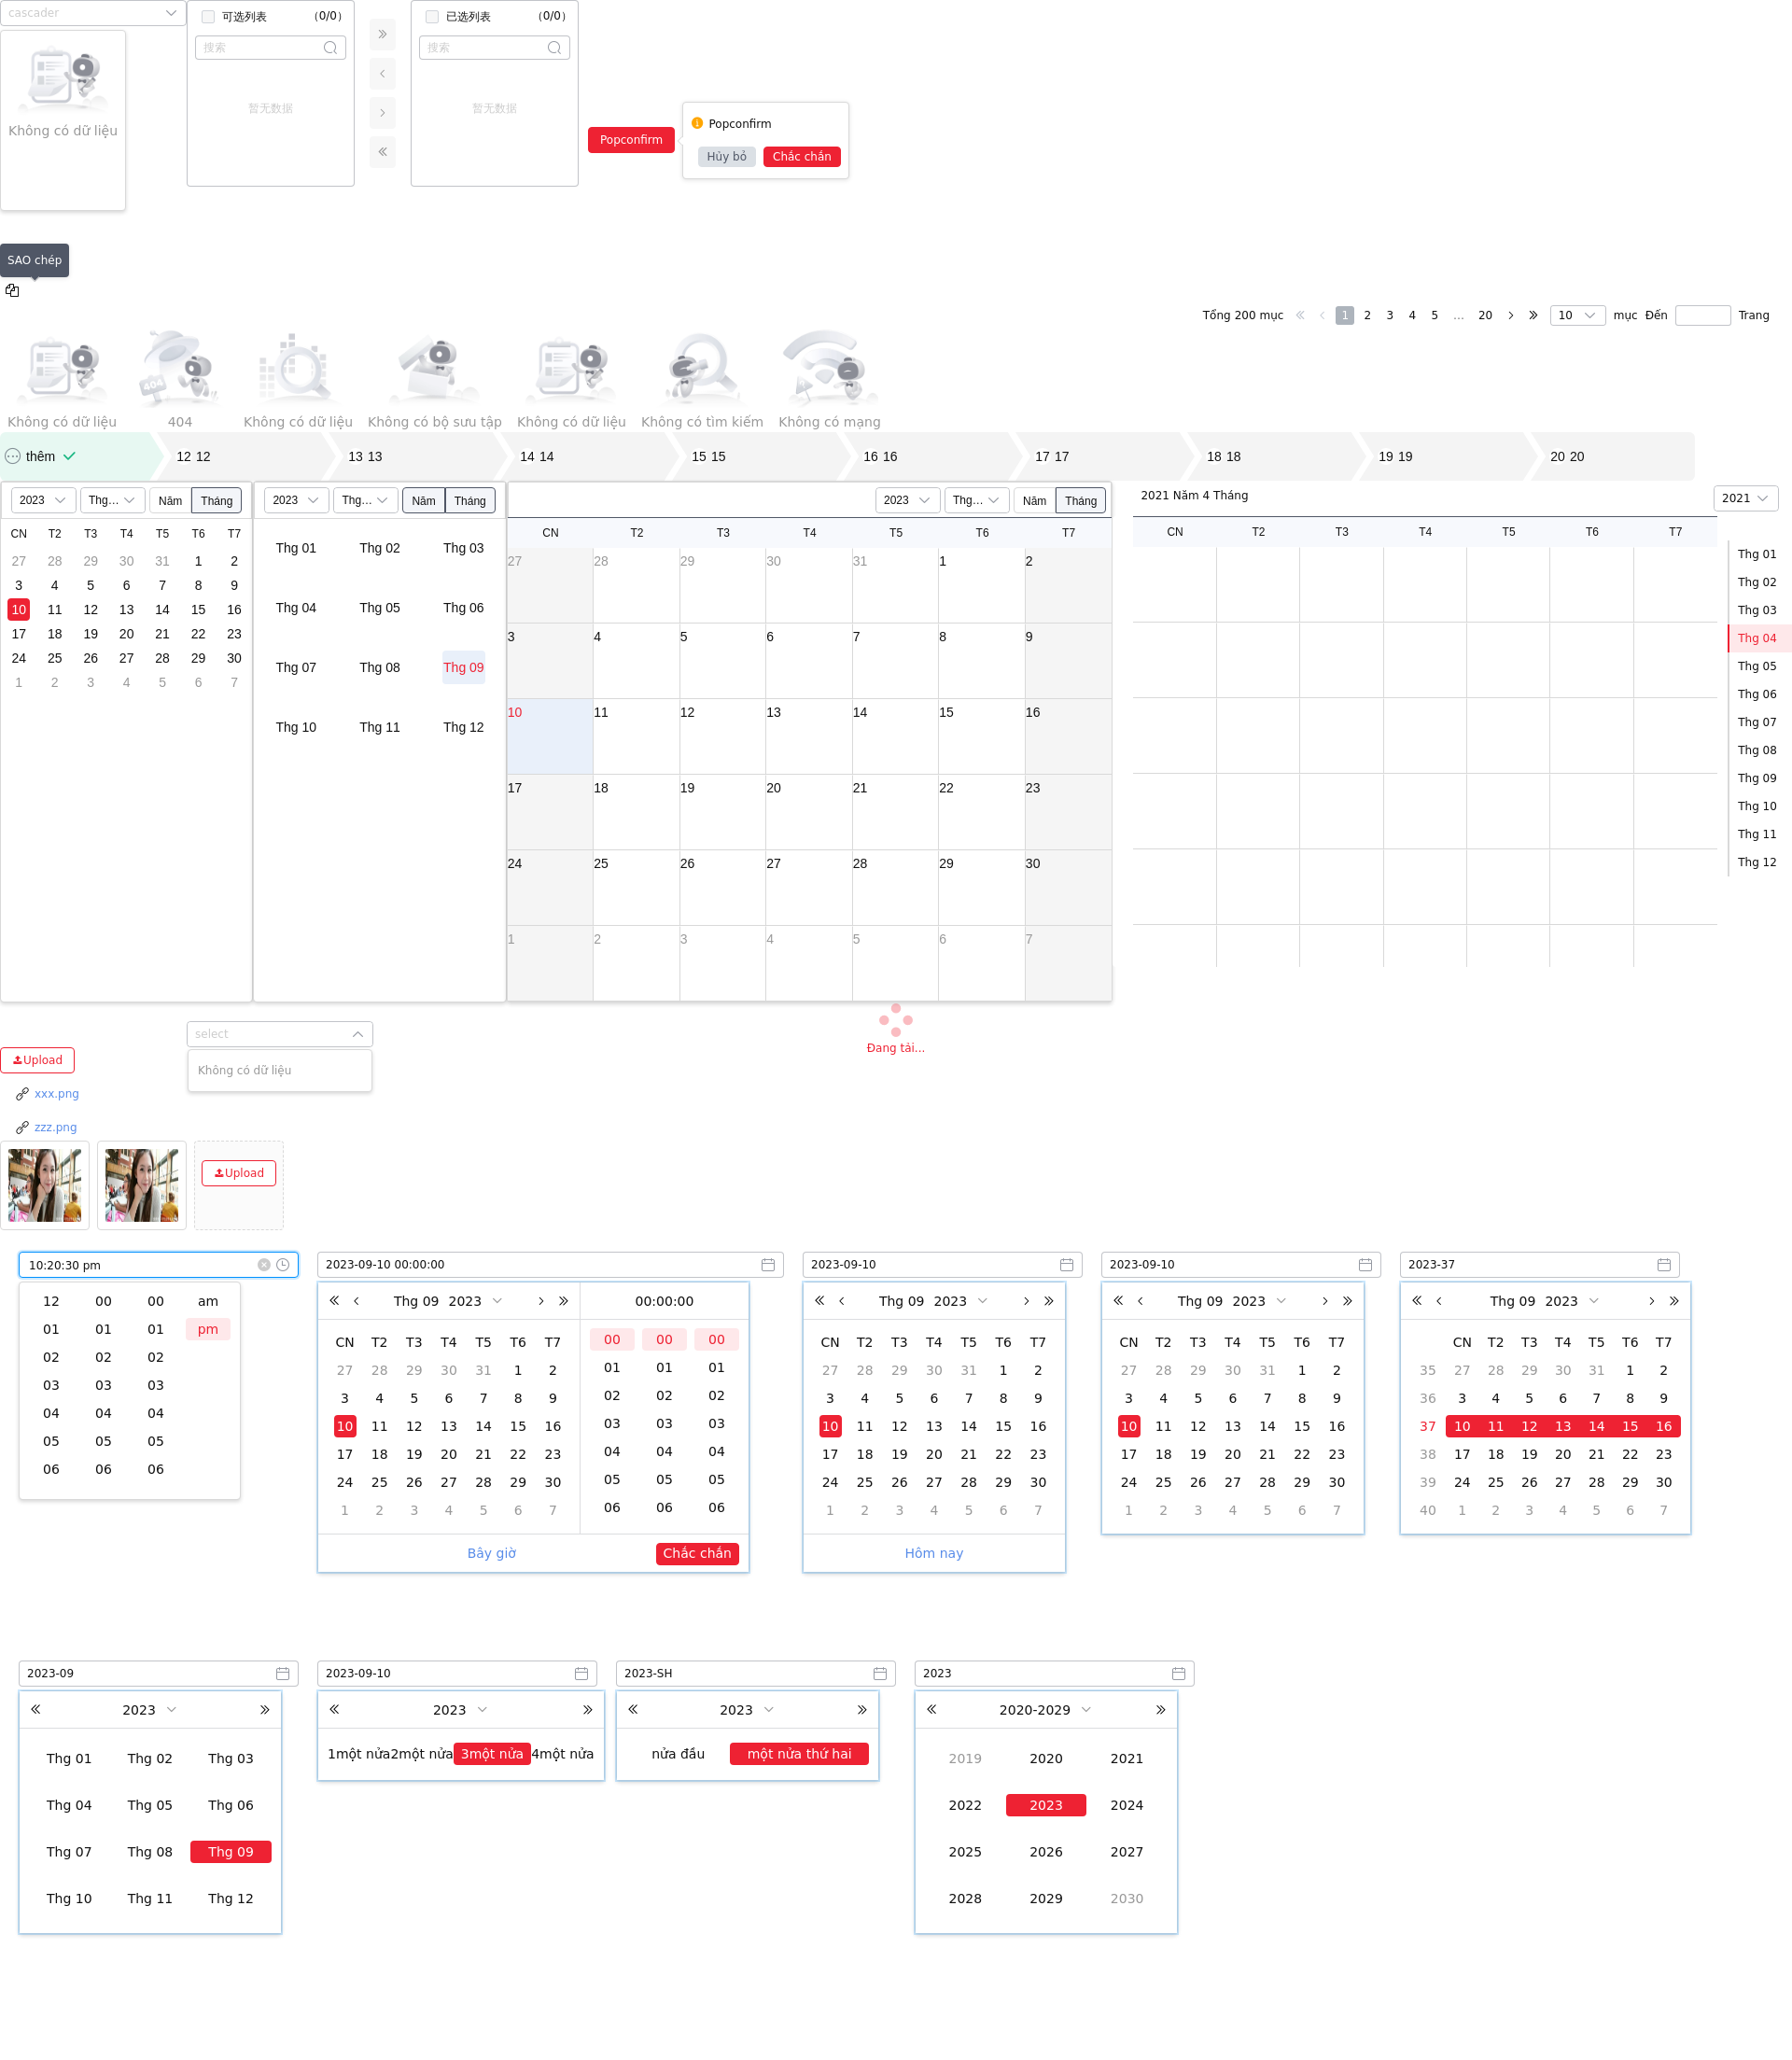 cascader
Không có dữ liệu
可选列表 （0/0）
搜索
暂无数据
已选列表 （0/0）
搜索
暂无数据
Popconfirm
Popconfirm
Hủy bỏ Chắc chắn
SAO chép
Tổng 200 mục 1 2 3 4 5 ... 20 10 mục Đến Trang
Không có dữ liệu 404 Không có dữ liệu Không có bộ sưu tập Không có dữ liệu Không có tìm kiếm Không có mạng
404
thêm 12 12 13 13 14 14 15 15 16 16 17 17 18 18 19 19 20 20
2023 Thg... Năm Tháng
CN T2 T3 T4 T5 T6 T7
27 28 29 30 31 1 2
3 4 5 6 7 8 9
10 11 12 13 14 15 16
17 18 19 20 21 22 23
24 25 26 27 28 29 30
1 2 3 4 5 6 7
2023 Thg... Năm Tháng
Thg 01 Thg 02 Thg 03
Thg 04 Thg 05 Thg 06
Thg 07 Thg 08 Thg 09
Thg 10 Thg 11 Thg 12
2023 Thg... Năm Tháng
CN T2 T3 T4 T5 T6 T7
27 28 29 30 31 1 2
3 4 5 6 7 8 9
10 11 12 13 14 15 16
17 18 19 20 21 22 23
24 25 26 27 28 29 30
1 2 3 4 5 6 7
2021 Năm 4 Tháng 2021
CN T2 T3 T4 T5 T6 T7
Thg 01
Thg 02
Thg 03
Thg 04
Thg 05
Thg 06
Thg 07
Thg 08
Thg 09
Thg 10
Thg 11
Thg 12
select
Không có dữ liệu
Đang tải...
Upload
xxx.png
zzz.png
Upload
10:20:30 pm
12 00 00 am
01 01 01 pm
02 02 02
03 03 03
04 04 04
05 05 05
06 06 06
2023-09-10 00:00:00
Thg 09 2023 00:00:00
CN T2 T3 T4 T5 T6 T7
27 28 29 30 31 1 2
3 4 5 6 7 8 9
10 11 12 13 14 15 16
17 18 19 20 21 22 23
24 25 26 27 28 29 30
1 2 3 4 5 6 7
00 00 00
01 01 01
02 02 02
03 03 03
04 04 04
05 05 05
06 06 06
Bây giờ Chắc chắn
2023-09-10
Thg 09 2023
CN T2 T3 T4 T5 T6 T7
27 28 29 30 31 1 2
3 4 5 6 7 8 9
10 11 12 13 14 15 16
17 18 19 20 21 22 23
24 25 26 27 28 29 30
1 2 3 4 5 6 7
Hôm nay
2023-09-10
Thg 09 2023
CN T2 T3 T4 T5 T6 T7
27 28 29 30 31 1 2
3 4 5 6 7 8 9
10 11 12 13 14 15 16
17 18 19 20 21 22 23
24 25 26 27 28 29 30
1 2 3 4 5 6 7
2023-37
Thg 09 2023
CN T2 T3 T4 T5 T6 T7
35 27 28 29 30 31 1 2
36 3 4 5 6 7 8 9
37 10 11 12 13 14 15 16
38 17 18 19 20 21 22 23
39 24 25 26 27 28 29 30
40 1 2 3 4 5 6 7
2023-09
2023
Thg 01 Thg 02 Thg 03
Thg 04 Thg 05 Thg 06
Thg 07 Thg 08 Thg 09
Thg 10 Thg 11 Thg 12
2023-09-10
2023
1một nửa2một nửa3một nửa4một nửa
2023-SH
2023
nửa đầu một nửa thứ hai
2023
2020-2029
2019 2020 2021
2022 2023 2024
2025 2026 2027
2028 2029 2030